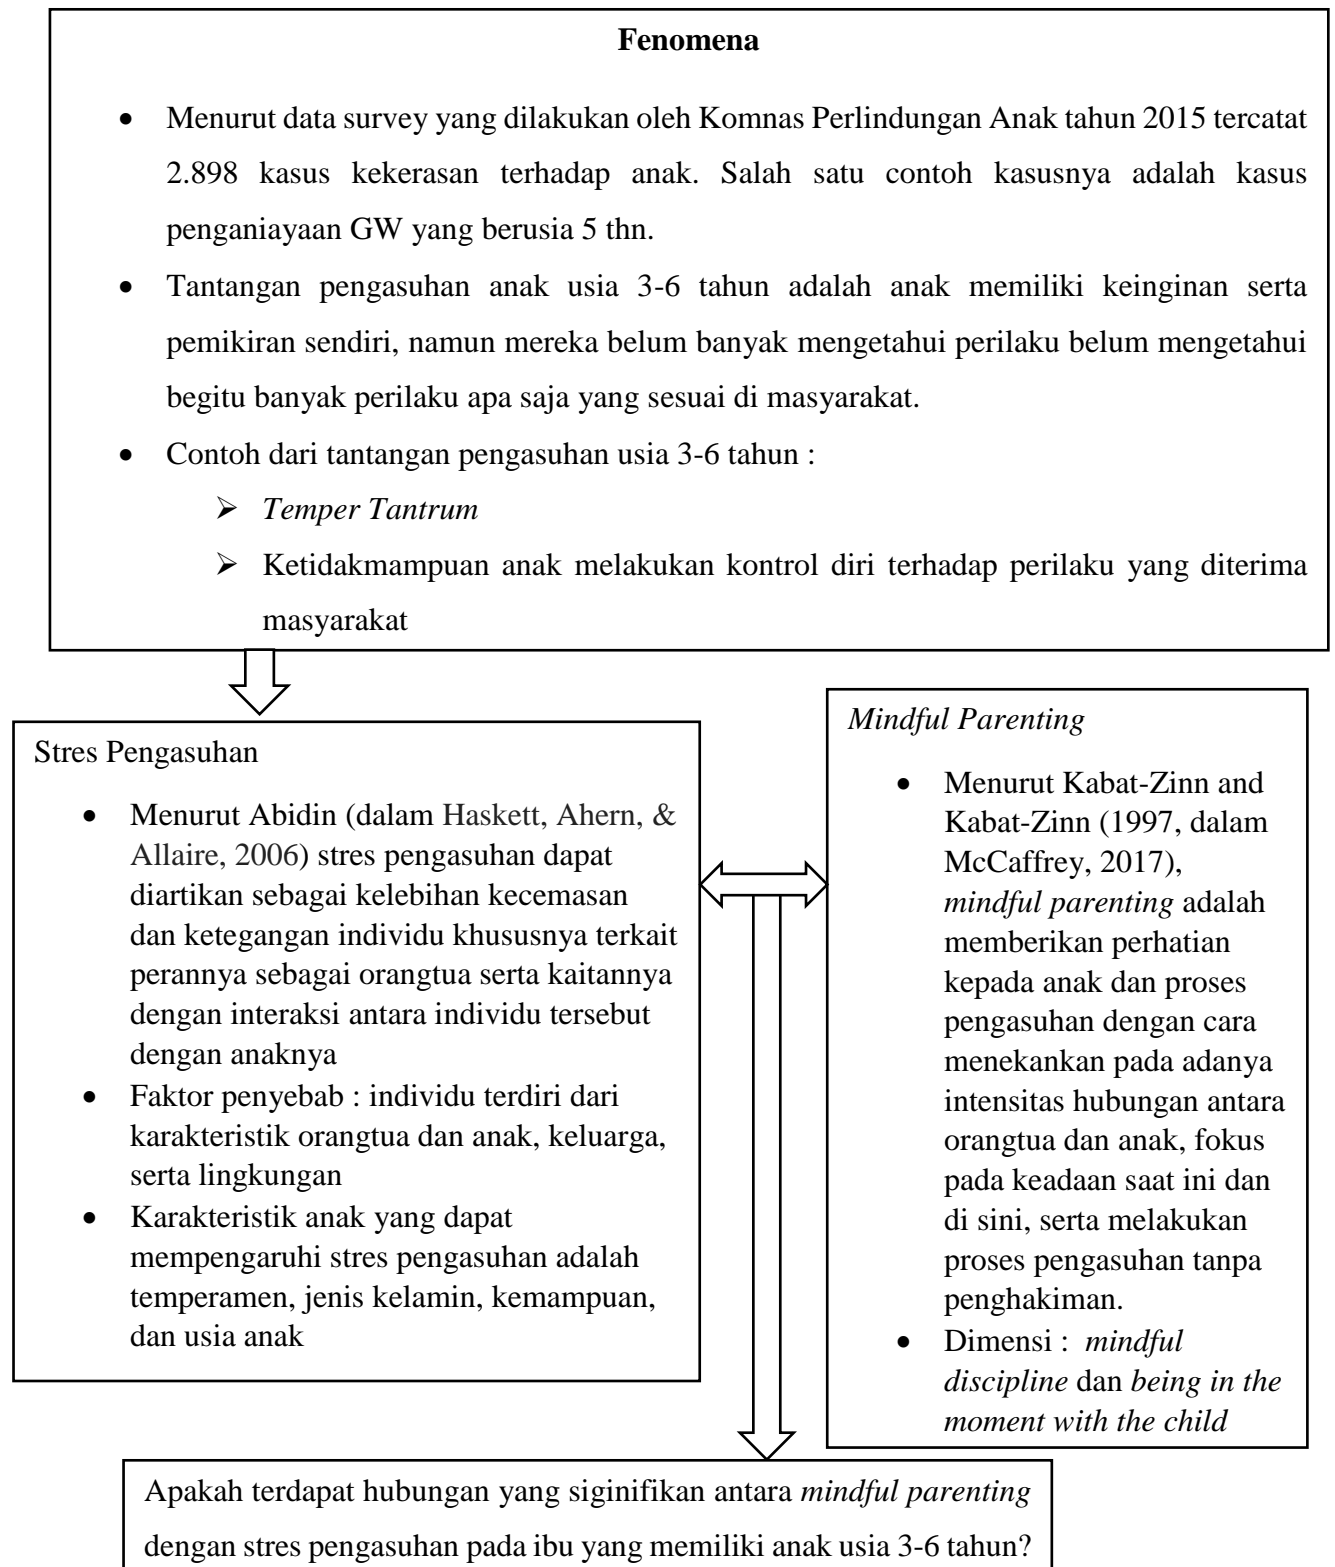 Fenomena
• Menurut data survey yang dilakukan oleh Komnas Perlindungan Anak tahun 2015 tercatat
2.898 kasus kekerasan terhadap anak. Salah satu contoh kasusnya adalah kasus
penganiayaan GW yang berusia 5 thn.
• Tantangan pengasuhan anak usia 3-6 tahun adalah anak memiliki keinginan serta
pemikiran sendiri, namun mereka belum banyak mengetahui perilaku belum mengetahui
begitu banyak perilaku apa saja yang sesuai di masyarakat.
• Contoh dari tantangan pengasuhan usia 3-6 tahun :
➢ Temper Tantrum
➢ Ketidakmampuan anak melakukan kontrol diri terhadap perilaku yang diterima
masyarakat
Stres Pengasuhan
• Menurut Abidin (dalam Haskett, Ahern, &
Allaire, 2006) stres pengasuhan dapat
diartikan sebagai kelebihan kecemasan
dan ketegangan individu khususnya terkait
perannya sebagai orangtua serta kaitannya
dengan interaksi antara individu tersebut
dengan anaknya
• Faktor penyebab : individu terdiri dari
karakteristik orangtua dan anak, keluarga,
serta lingkungan
• Karakteristik anak yang dapat
mempengaruhi stres pengasuhan adalah
temperamen, jenis kelamin, kemampuan,
dan usia anak
Mindful Parenting
• Menurut Kabat-Zinn and
Kabat-Zinn (1997, dalam
McCaffrey, 2017),
mindful parenting adalah
memberikan perhatian
kepada anak dan proses
pengasuhan dengan cara
menekankan pada adanya
intensitas hubungan antara
orangtua dan anak, fokus
pada keadaan saat ini dan
di sini, serta melakukan
proses pengasuhan tanpa
penghakiman.
• Dimensi : mindful
discipline dan being in the
moment with the child
Apakah terdapat hubungan yang siginifikan antara mindful parenting
dengan stres pengasuhan pada ibu yang memiliki anak usia 3-6 tahun?